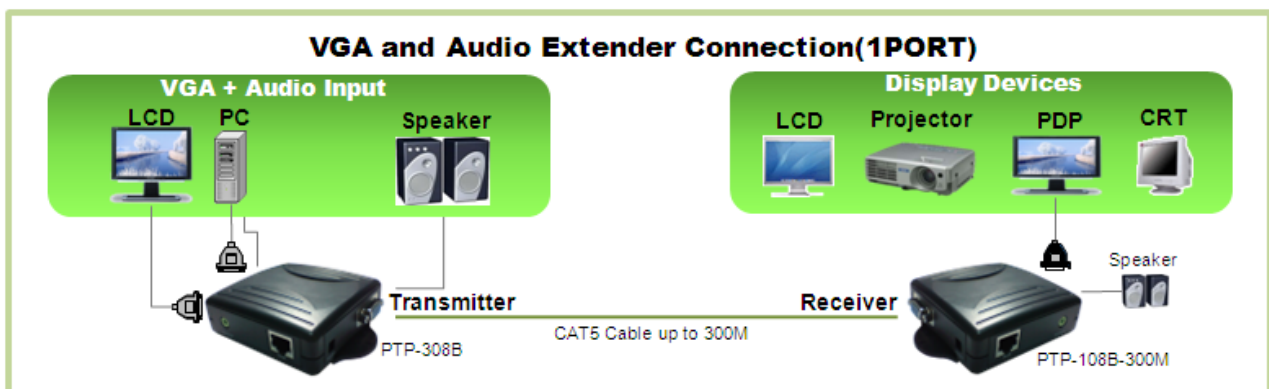 VGA and Audio Extender Connection(1PORT)
VGA + Audio Input
LCD
PC
Speaker
Display Devices
LCD
Projector
PDP
CRT
Speaker
Transmitter
Receiver
CAT5 Cable up to 300M
PTP-308B
PTP-108B-300M